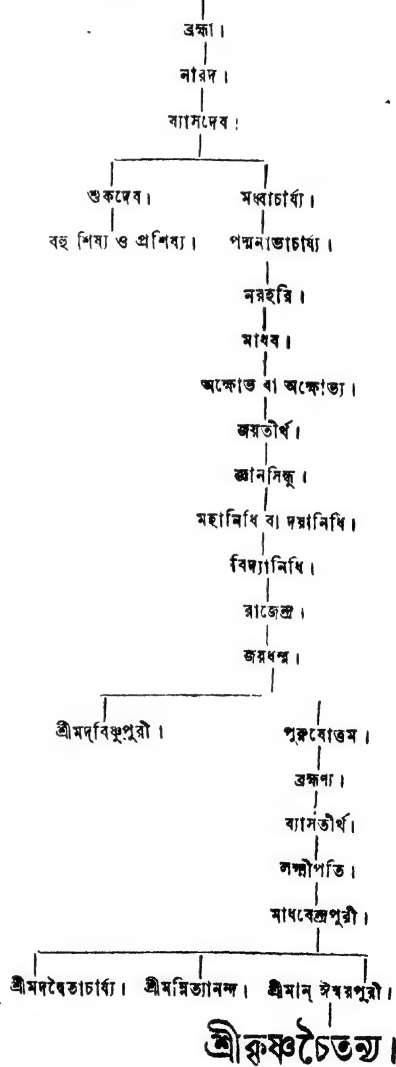 ব্রহ্মা।
নারদ।
ব্যাসদেব।
শুকদেব। মধ্বাচার্য্য।
বহু শিষ্য ও প্রশিষ্য। পদ্মনাভাচার্য্য।
নরহরি।
মাধব।
অক্ষোভ বা অক্ষোভ্য।
জয়তীর্থ।
জ্ঞানসিন্ধু।
মহানিধি বা দয়ানিধি।
বিদ্যানিধি।
রাজেন্দ্র।
জয়ধর্ম্ম।
শ্রীমদ্‌বিষ্ণুপুরী। পুরুষোত্তম।
ব্রহ্মণ্য।
ব্যাসতীর্থ।
লক্ষ্মীপতি।
মাধবেন্দ্রপুরী।
শ্রীমদদ্বৈতাচার্য্য। শ্রীমন্নিত্যানন্দ। শ্রীমান্ ঈশ্বরপুরী।
শ্রীকৃষ্ণচৈতন্য।